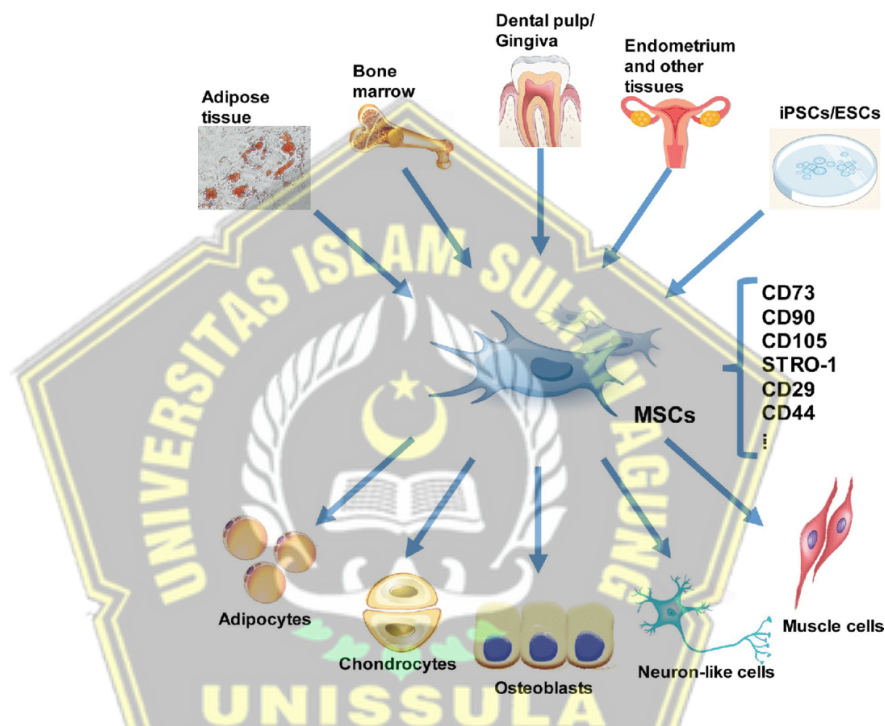 Dental pulp/
Gingiva
Endometrium
and other
tissues
Bone
marrow
Adipose
tissue
iPSCs/ESCs
UNIVERSITAS ISLAM SULTAN AGUNG
CD73
CD90
CD105
STRO-1
CD29
CD44
...
MSCs
Adipocytes
Chondrocytes
Osteoblasts
Neuron-like cells
Muscle cells
UNISSULA